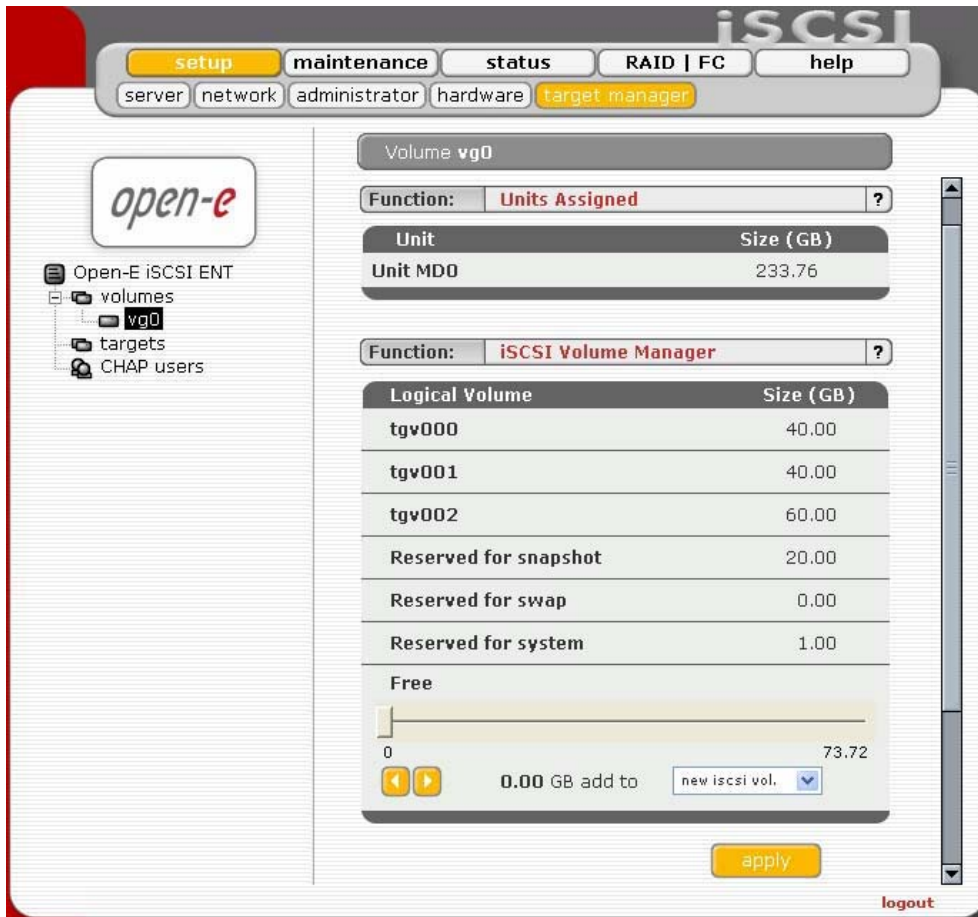 iSCSI
setup maintenance status RAID | FC help
server network administrator hardware target manager
open-e
Open-E iSCSI ENT
volumes
vg0
targets
CHAP users
Volume vg0
Function: Units Assigned ?
Unit Size (GB)
Unit MD0 233.76
Function: iSCSI Volume Manager ?
Logical Volume Size (GB)
tgv000 40.00
tgv001 40.00
tgv002 60.00
Reserved for snapshot 20.00
Reserved for swap 0.00
Reserved for system 1.00
Free
0 73.72
0.00 GB add to new iscsi vol.
apply
logout